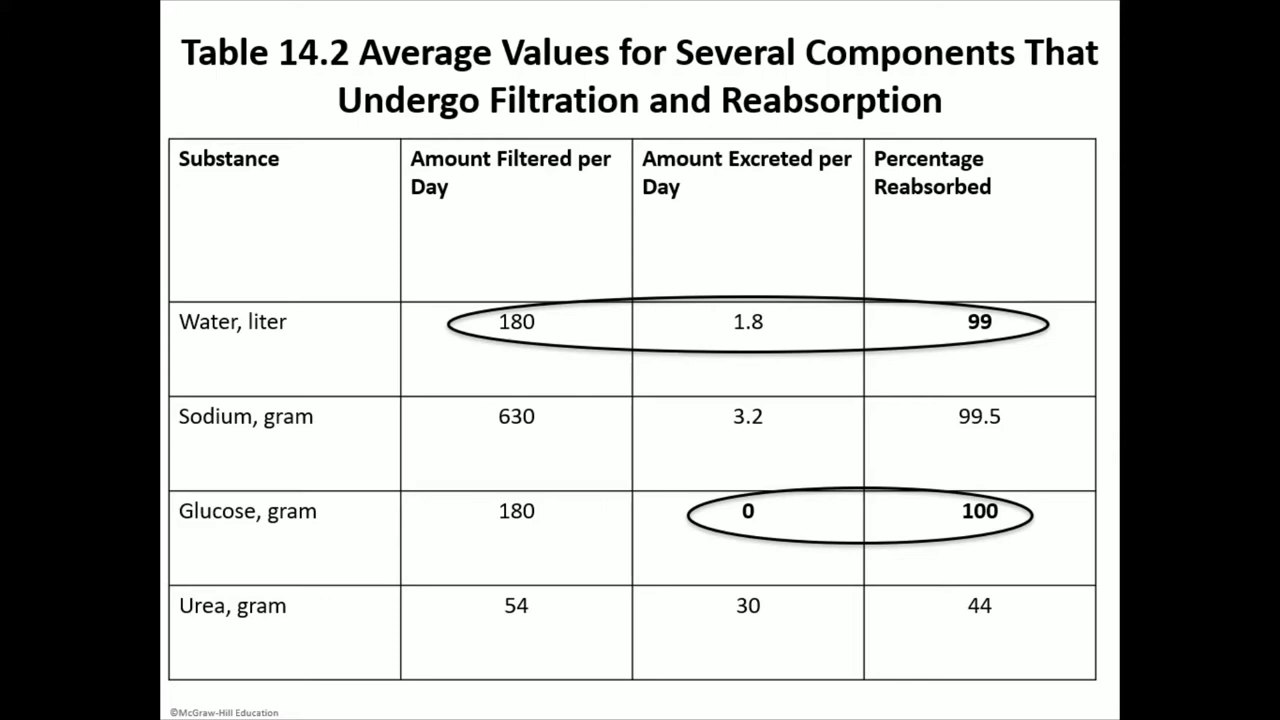 Table 14.2 Average Values for Several Components That
Undergo Filtration and Reabsorption
Substance
Amount Filtered per
Day
Amount Excreted per
Day
Percentage
Reabsorbed
Water, liter 180 1.8 99
Sodium, gram 630 3.2 99.5
Glucose, gram 180 0 100
Urea, gram 54 30 44
©McGraw-Hill Education